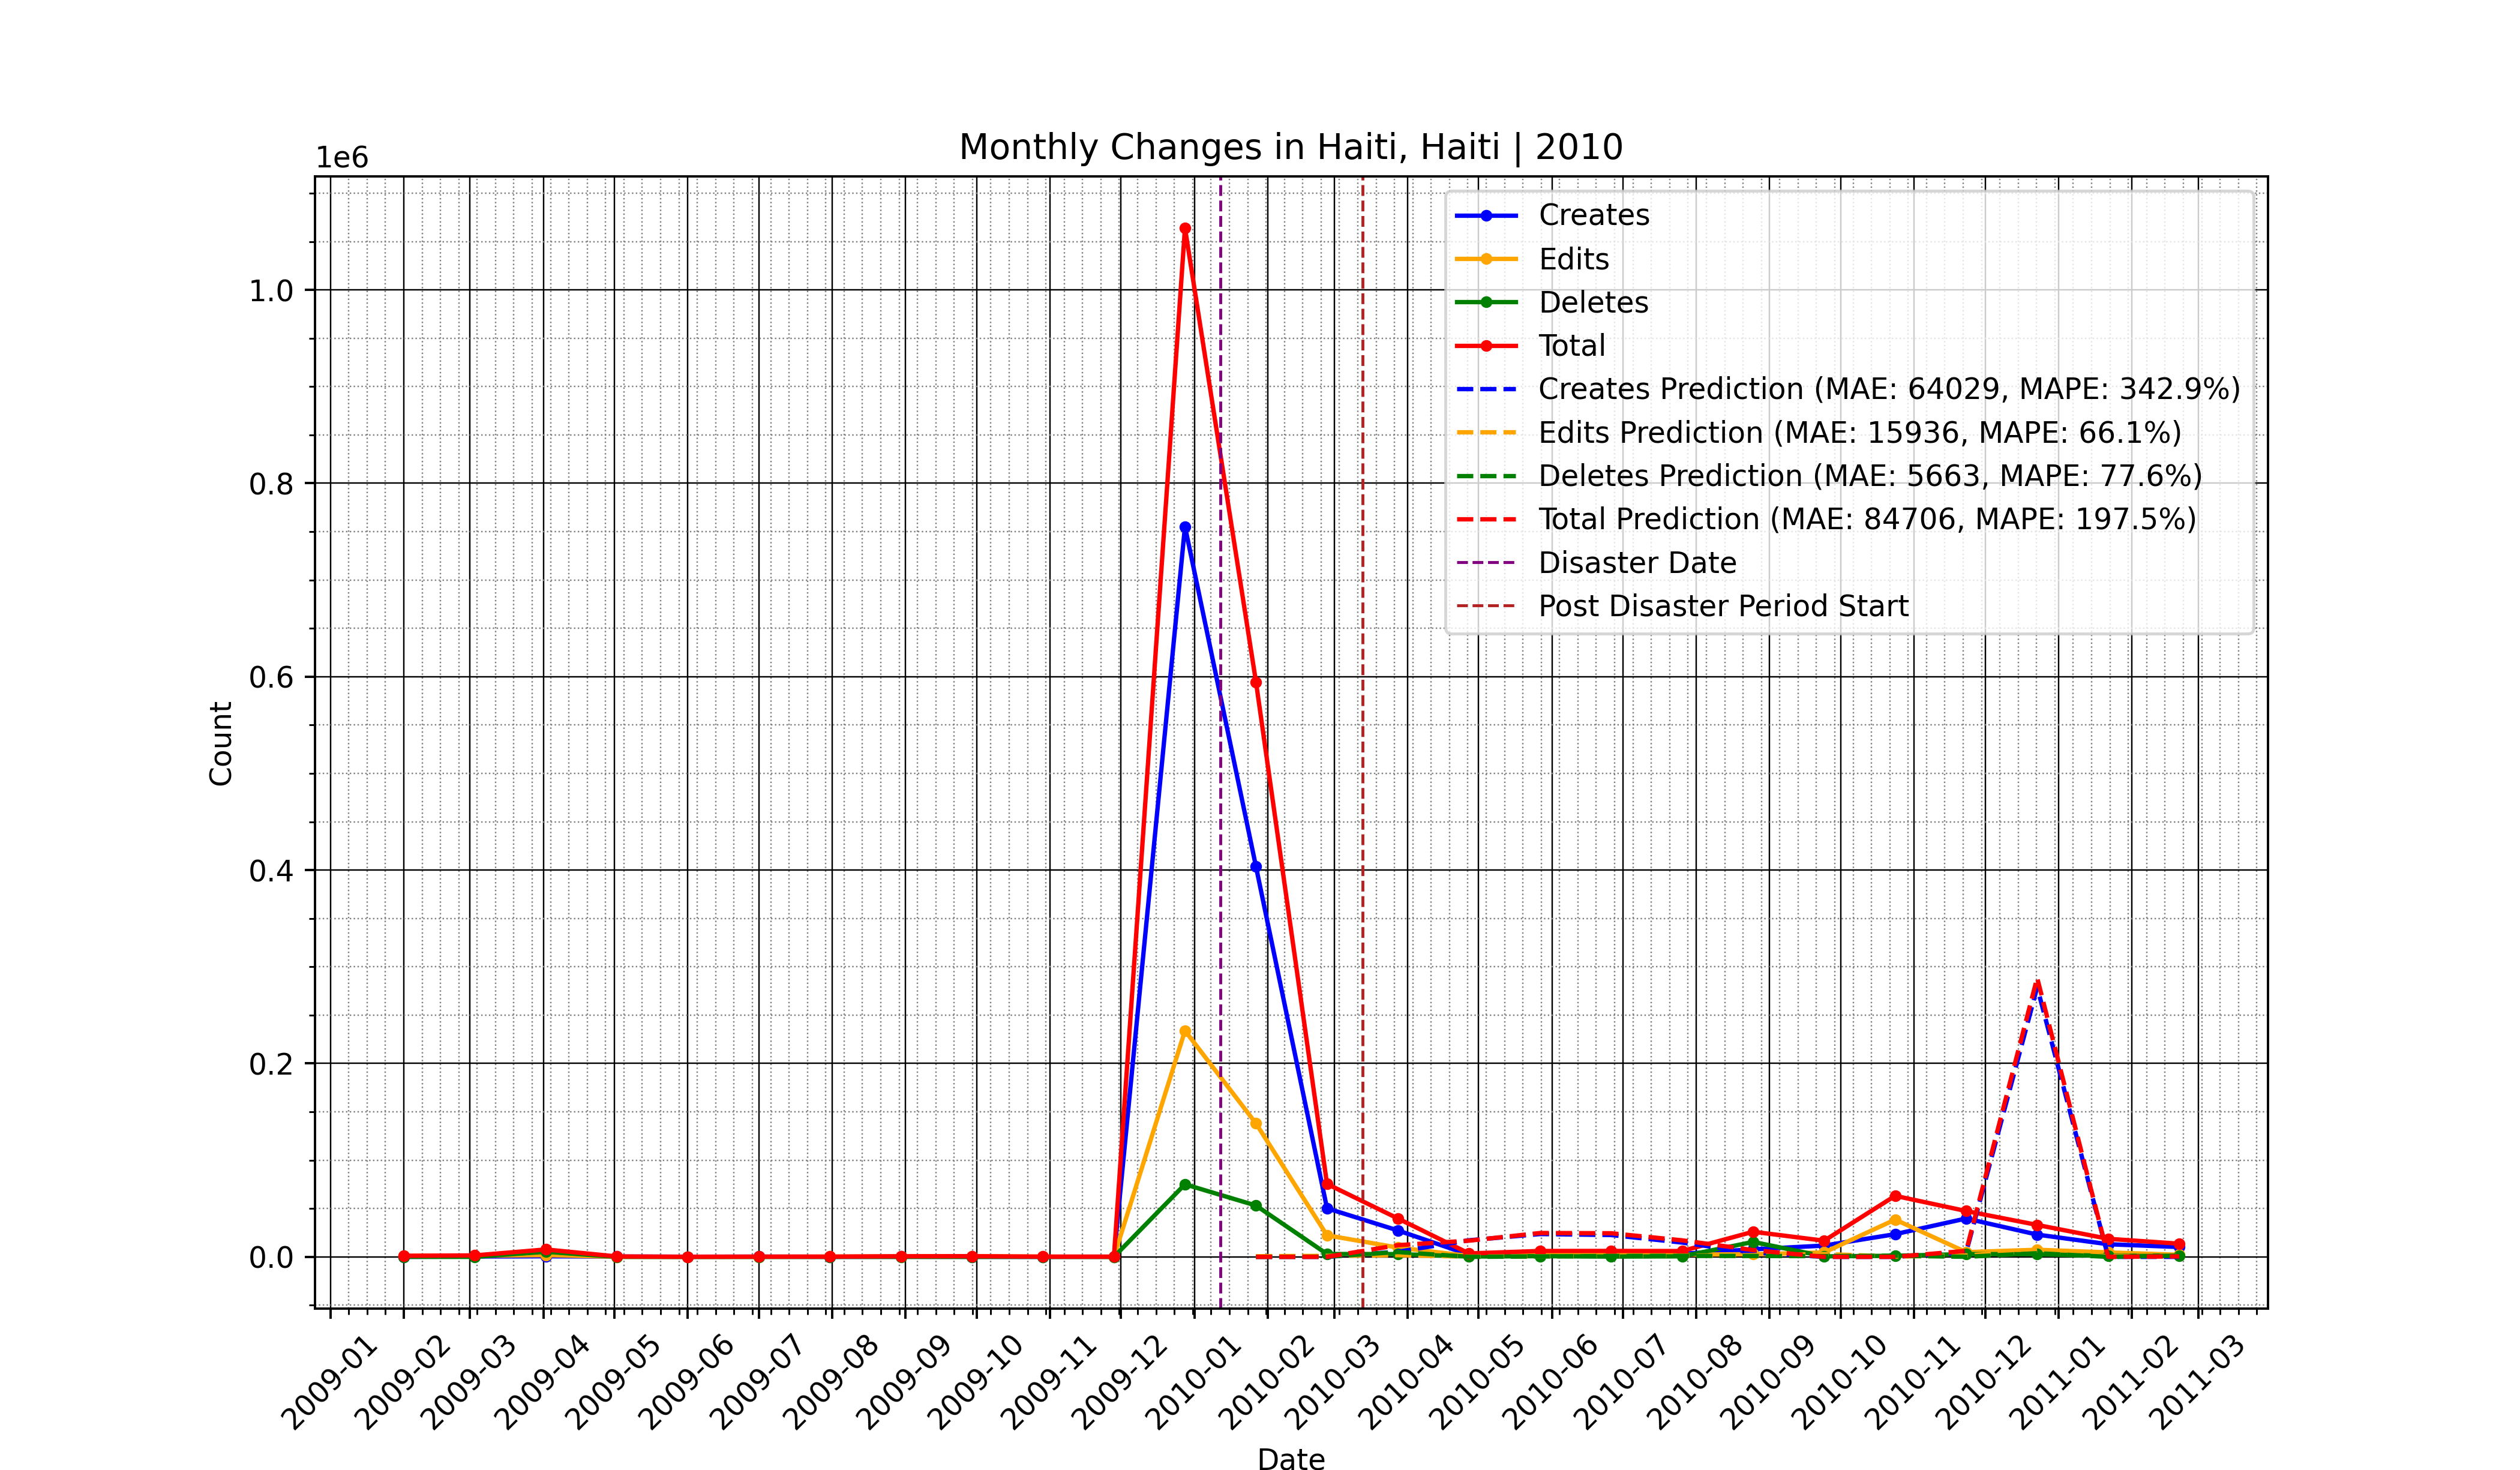 Monthly Changes in Haiti, Haiti | 2010
1e6
1.0
0.8
0.6
0.4
0.2
0.0
Count
Creates
Edits
Deletes
Total
Creates Prediction (MAE: 64029, MAPE: 342.9%)
Edits Prediction (MAE: 15936, MAPE: 66.1%)
Deletes Prediction (MAE: 5663, MAPE: 77.6%)
Total Prediction (MAE: 84706, MAPE: 197.5%)
Disaster Date
Post Disaster Period Start
2009-01
2009-02
2009-03
2009-04
2009-05
2009-06
2009-07
2009-08
2009-09
2009-10
2009-11
2009-12
2010-01
2010-02
2010-03
2010-04
2010-05
2010-06
2010-07
2010-08
2010-09
2010-10
2010-11
2010-12
2011-01
2011-02
2011-03
Date